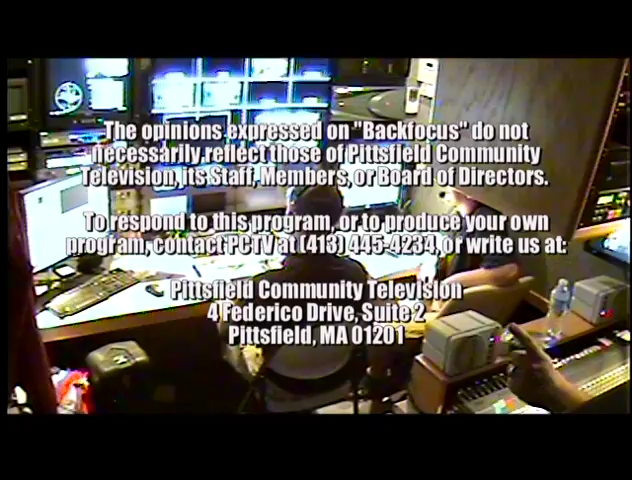 The opinions expressed on "Backfocus" do not
necessarily reflect those of Pittsfield Community
Television, its Staff, Members, or Board of Directors.
To respond to this program, or to produce your own
program, contact PCTV at (413) 445-4234, or write us at:
Pittsfield Community Television
4 Federico Drive, Suite 2
Pittsfield, MA 01201